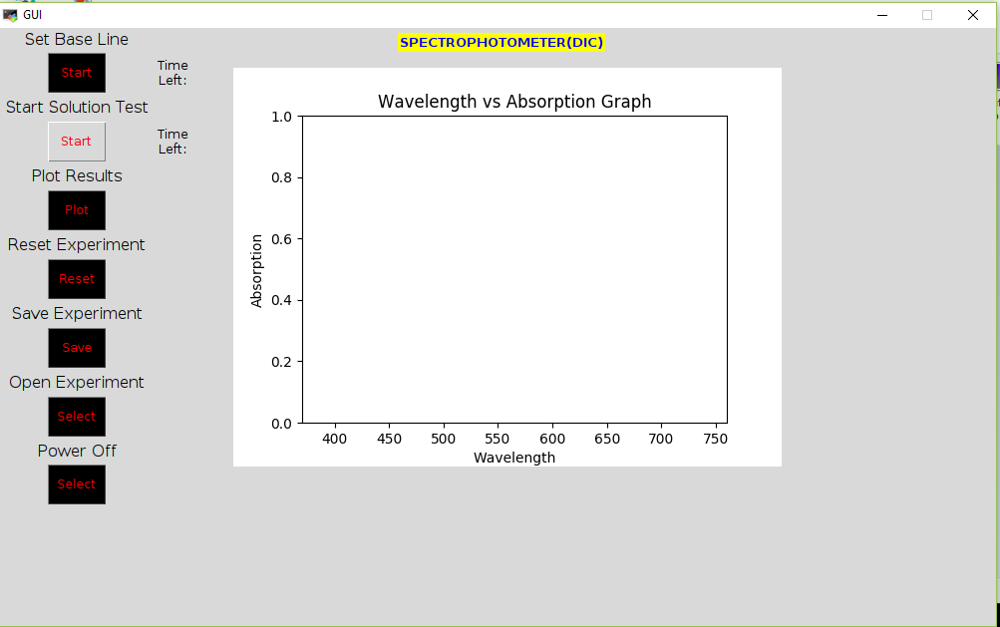 GUI
SPECTROPHOTOMETER(DIC)
Set Base Line
Start
Time
Left:
Start Solution Test
Start
Time
Left:
Plot Results
Plot
Reset Experiment
Reset
Save Experiment
Save
Open Experiment
Select
Power Off
Select
Wavelength vs Absorption Graph
1.0
0.8
0.6
0.4
0.2
0.0
Absorption
400 450 500 550 600 650 700 750
Wavelength